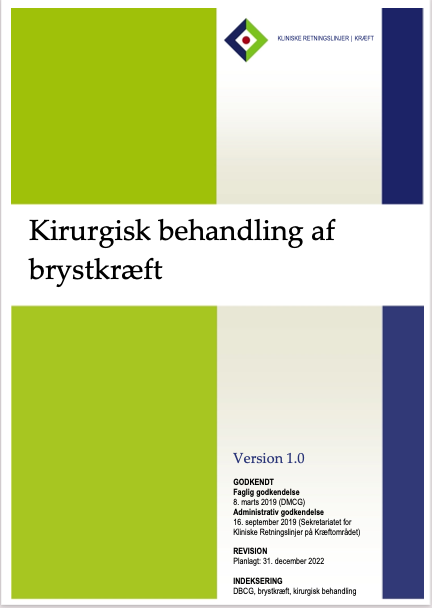 KLINISKE RETNINGSLINJER | KRÆFT
Kirurgisk behandling af
brystkræft
Version 1.0
GODKENDT
Faglig godkendelse
8. marts 2019 (DMCG)
Administrativ godkendelse
16. september 2019 (Sekretariatet for
Kliniske Retningslinjer på Kræftområdet)
REVISION
Planlagt: 31. december 2022
INDEKSERING
DBCG, brystkræft, kirurgisk behandling